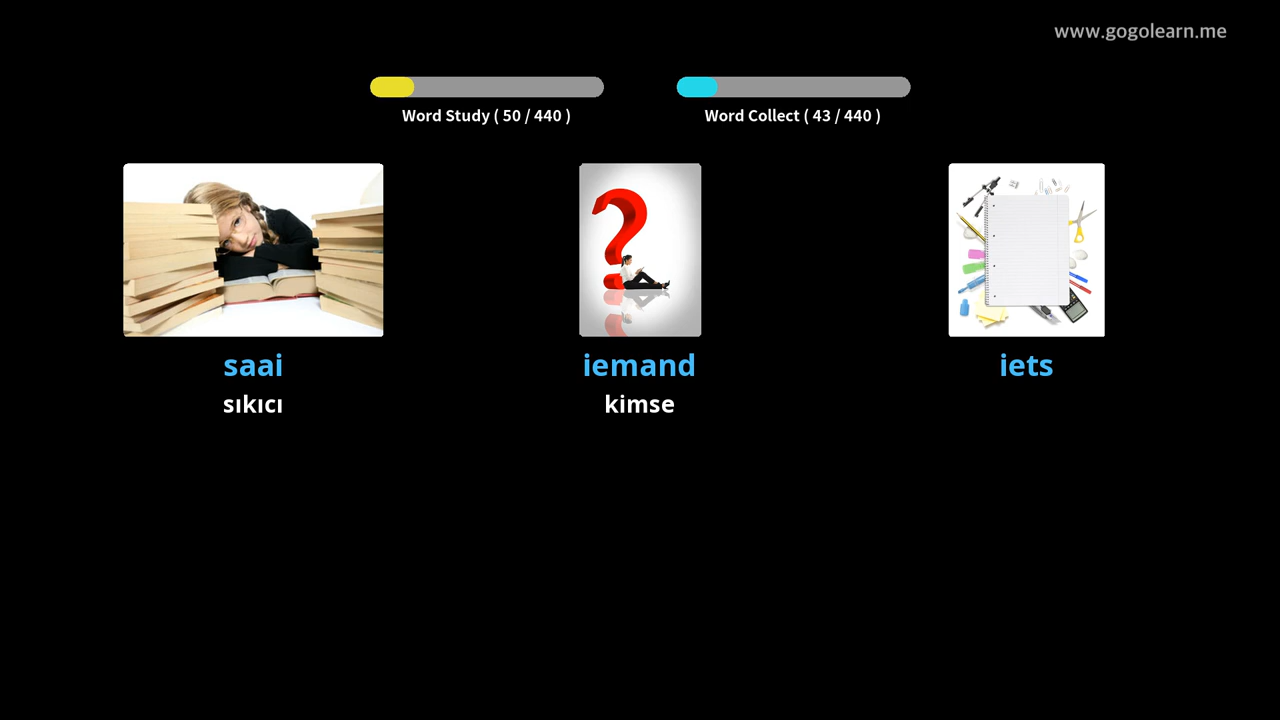 www.gogolearn.me
Word Study ( 50 / 440 )
Word Collect ( 43 / 440 )
saai
iemand
iets
sıkıcı
kimse